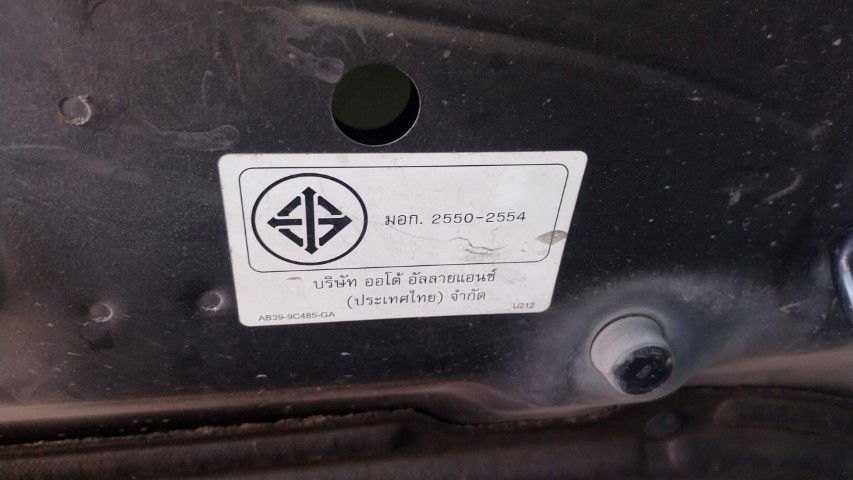 มอก. 2550-2554
บริษัท ออโต้ อัลลายแอนซ์
(ประเทศไทย) จำกัด
AB39-9C485-GA
U212